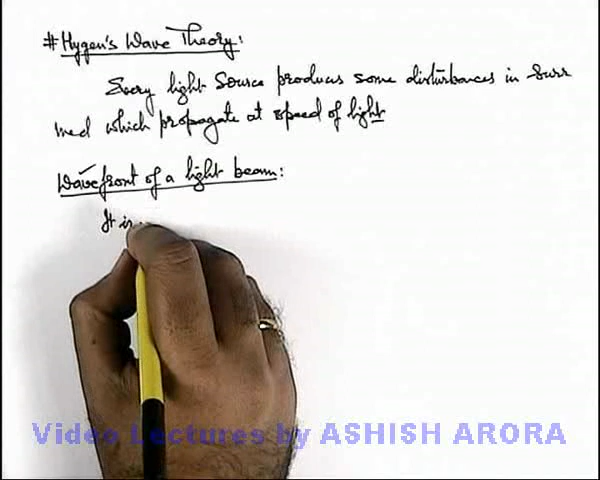 # Hygen's Wave Theory:
Every light source produces some disturbances in surr
med which propagate at speed of light
Wavefront of a light beam:
It is
Video Lectures by ASHISH ARORA